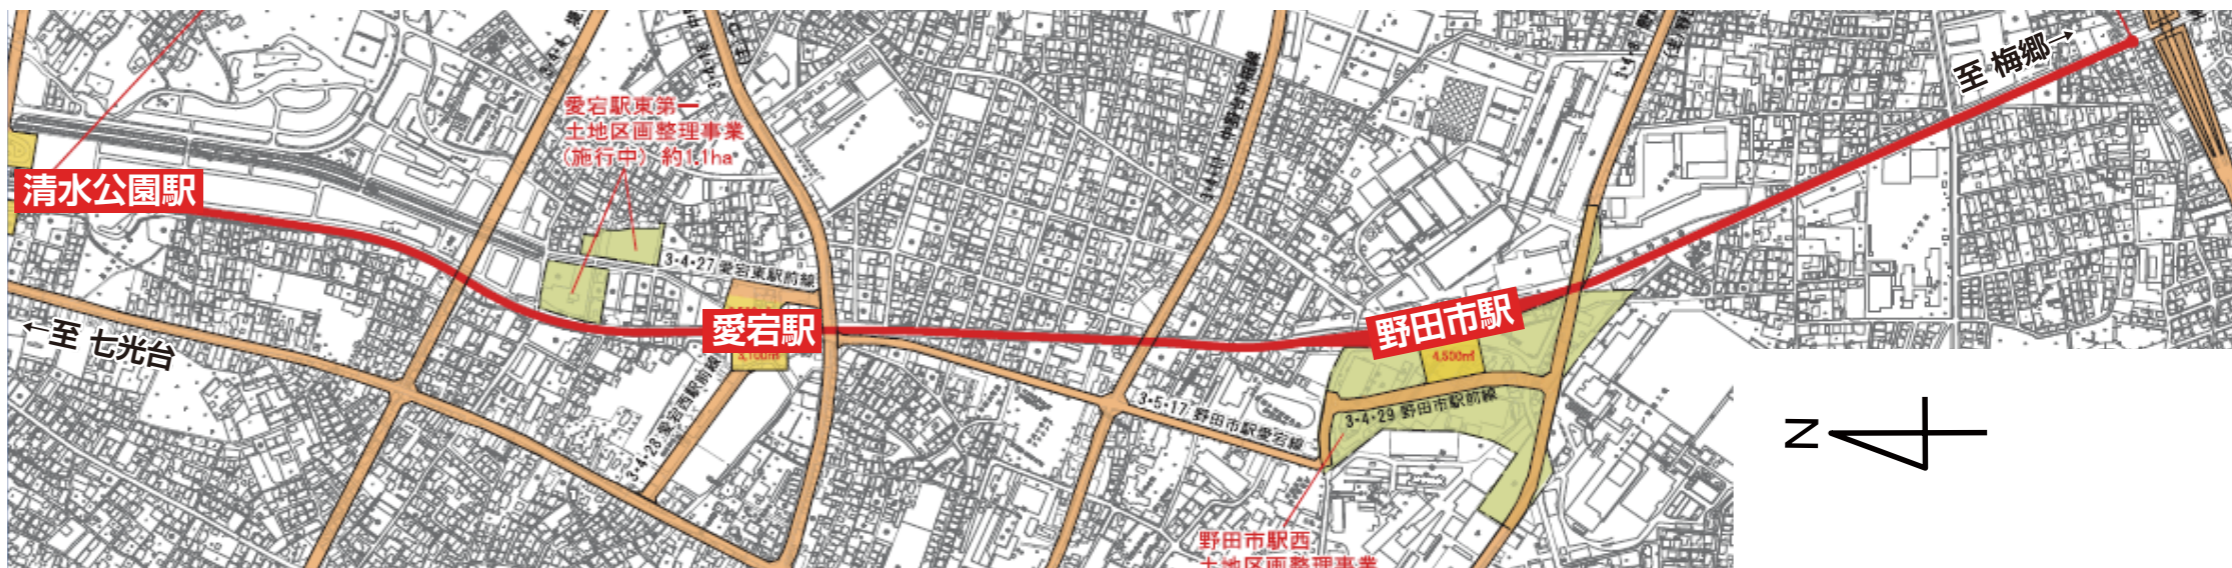 愛宕駅東第一
土地区画整理事業
(施行中) 約1.1ha
清水公園駅
至 梅郷→
3・4・27 愛宕東駅前線
愛宕駅
3,100㎡
←至 七光台
野田市駅
4,500㎡
3・4・28 愛宕西駅前線
3・5・17 野田市駅愛宕線
3・4・29 野田市駅前線
野田市駅西
土地区画整理事業
N